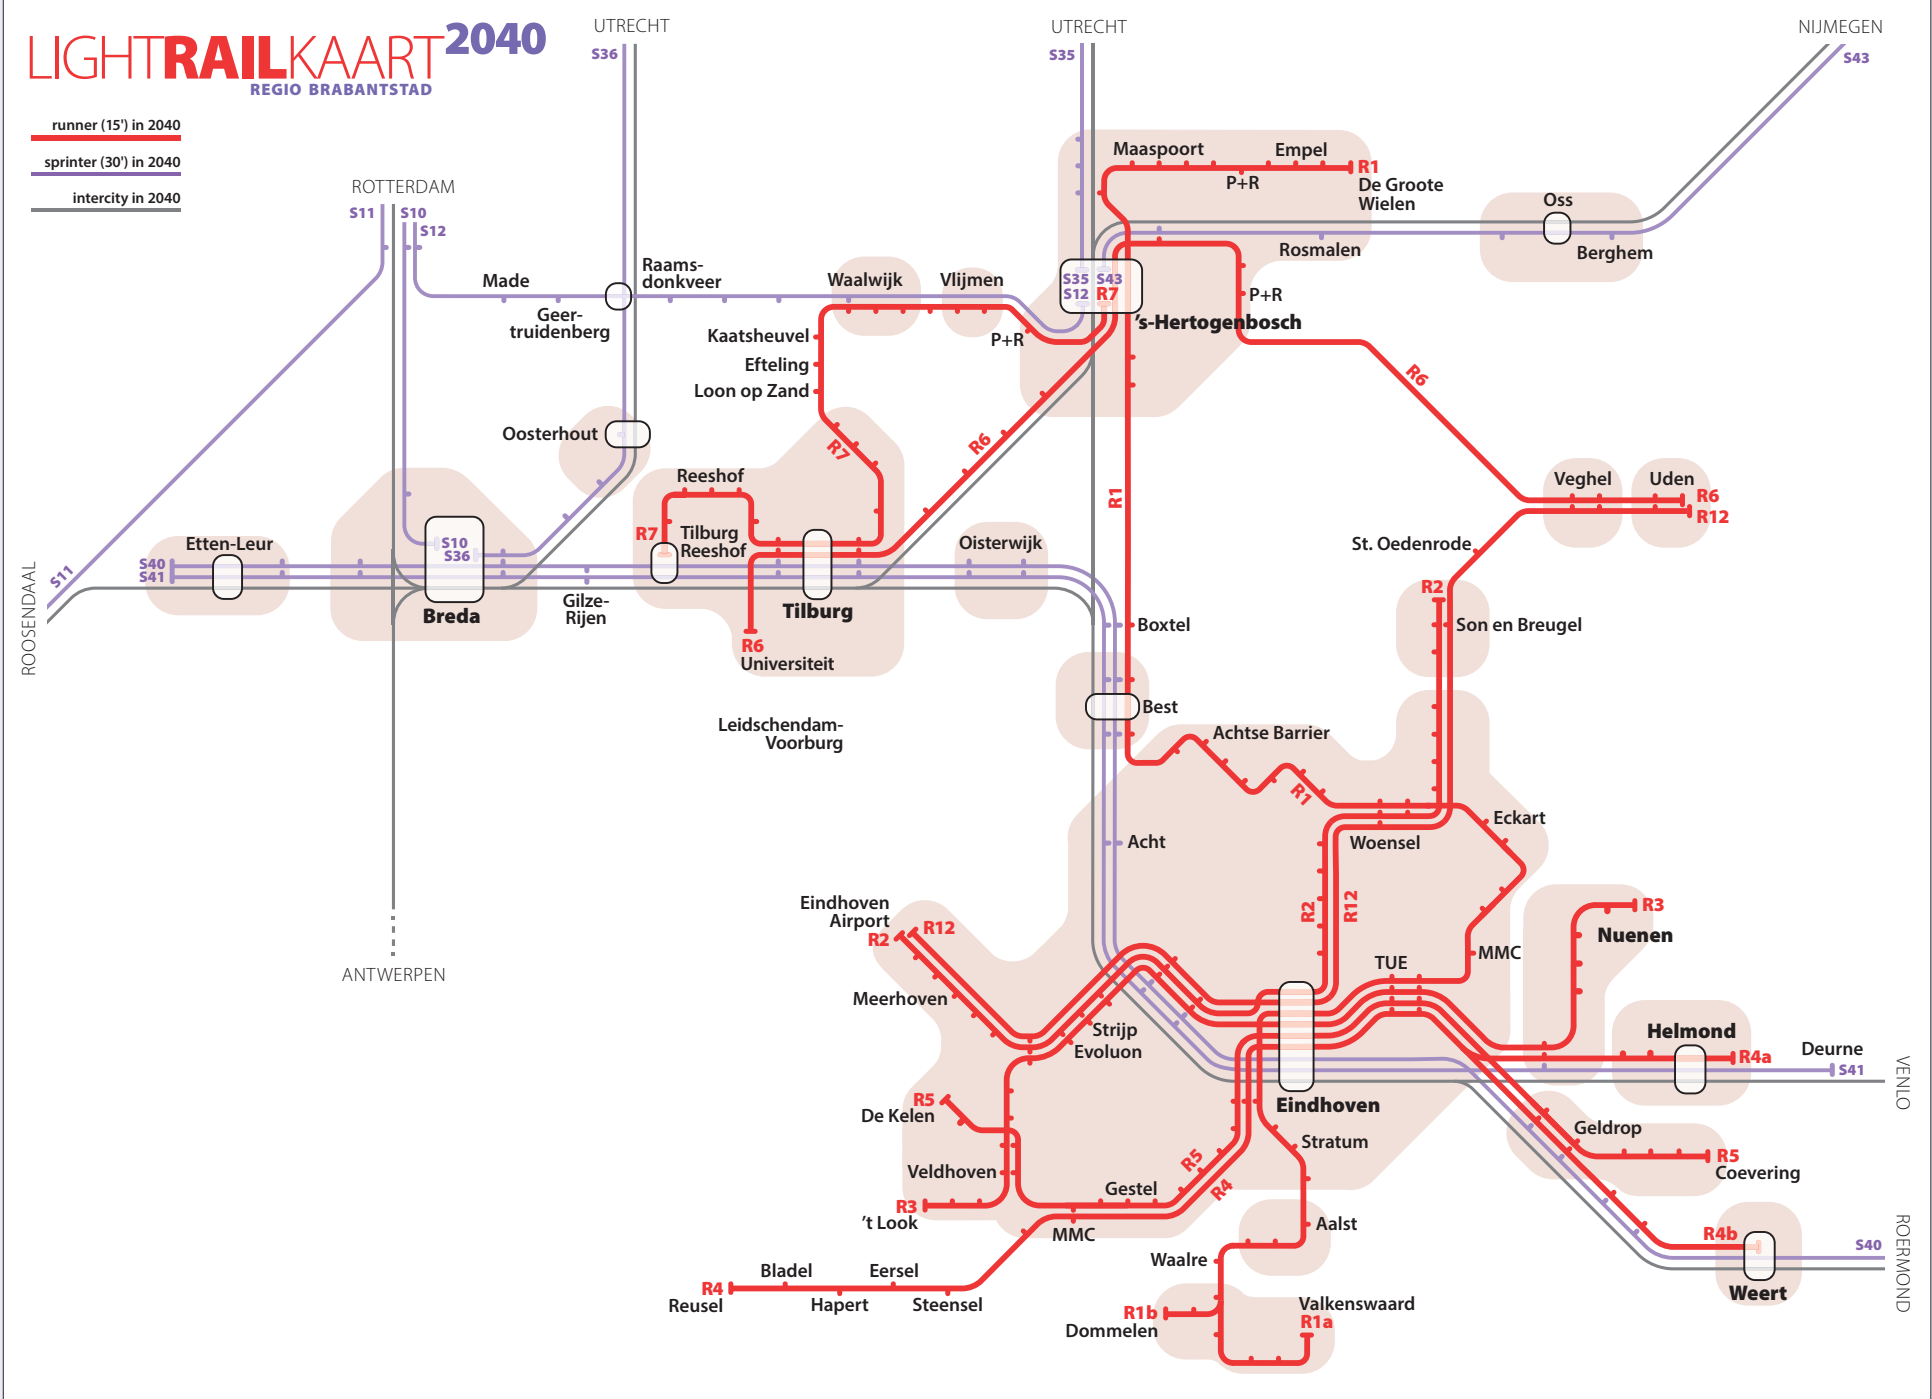 LIGHTRAILKAART 2040
REGIO BRABANTSTAD
runner (15') in 2040
sprinter (30') in 2040
intercity in 2040
UTRECHT
S36
UTRECHT
S35
NIJMEGEN
S43
ROTTERDAM
S11
S10
S12
Made
Geer-
truidenberg
Raams-
donkveer
Waalwijk
Vlijmen
Kaatsheuvel
Efteling
Loon op Zand
P+R
Maaspoort
Empel
P+R
R1
De Groote
Wielen
Oss
Rosmalen
Berghem
S35
S43
S12
R7
's-Hertogenbosch
P+R
R6
R6
R7
R1
Oosterhout
Reeshof
R7
Tilburg
Reeshof
Tilburg
R6
Universiteit
Etten-Leur
S40
S41
S11
ROOSENDAAL
S10
S36
Breda
Gilze-
Rijen
Oisterwijk
Veghel
Uden
R6
R12
St. Oedenrode
R2
Son en Breugel
Boxtel
Best
Leidschendam-
Voorburg
Achtse Barrier
R1
Eckart
Woensel
Acht
R2
R12
Eindhoven
Airport
R2
R12
Meerhoven
Strijp
Evoluon
TUE
MMC
R3
Nuenen
Helmond
R4a
Deurne
S41
VENLO
ANTWERPEN
R5
De Kelen
Veldhoven
R3
't Look
Gestel
MMC
R5
R4
Eindhoven
Stratum
Geldrop
R5
Coevering
Aalst
Waalre
R4b
Weert
S40
ROERMOND
Bladel
Eersel
R4
Reusel
Hapert
Steensel
R1b
Dommelen
Valkenswaard
R1a